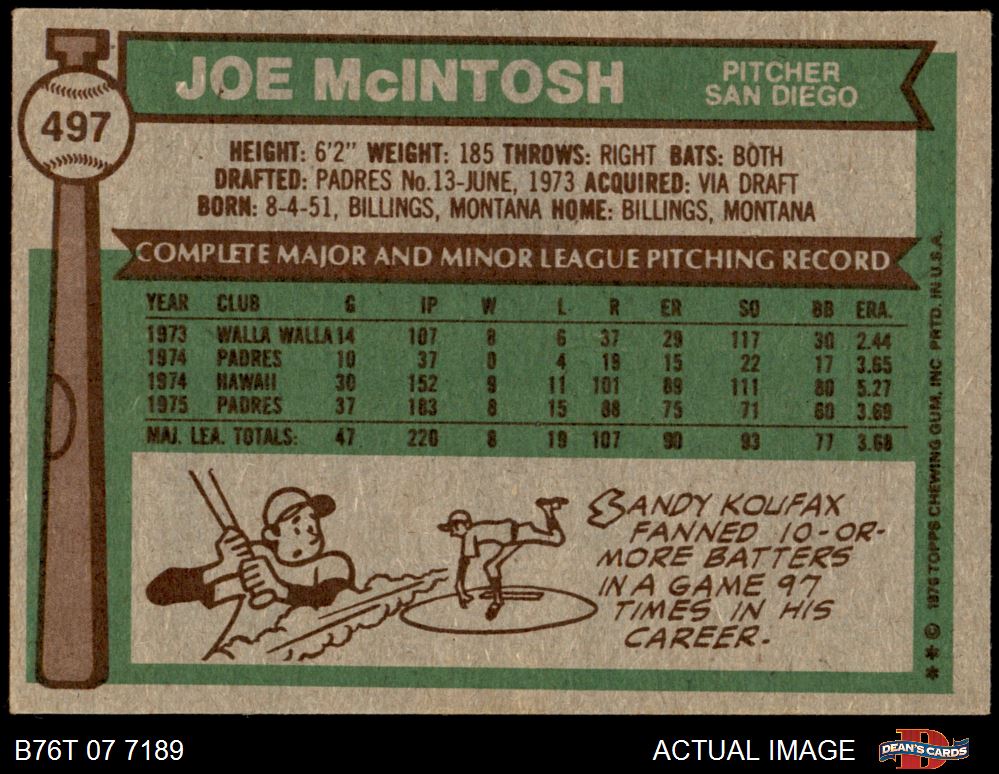 497
JOE McINTOSH
PITCHER
SAN DIEGO
HEIGHT: 6'2" WEIGHT: 185 THROWS: RIGHT BATS: BOTH
DRAFTED: PADRES No.13-JUNE, 1973 ACQUIRED: VIA DRAFT
BORN: 8-4-51, BILLINGS, MONTANA HOME: BILLINGS, MONTANA
COMPLETE MAJOR AND MINOR LEAGUE PITCHING RECORD
YEAR CLUB G IP W L R ER SO BB ERA.
1973 WALLA WALLA 14 107 8 6 37 29 117 30 2.44
1974 PADRES 10 37 0 4 19 15 22 17 3.65
1974 HAWAII 30 152 9 11 101 89 111 80 5.27
1975 PADRES 37 183 8 15 88 75 71 60 3.69
MAJ. LEA. TOTALS: 47 220 8 19 107 90 93 77 3.68
SANDY KOUFAX
FANNED 10-OR-
MORE BATTERS
IN A GAME 97
TIMES IN HIS
CAREER.
** © 1976 TOPPS CHEWING GUM, INC PRTD. IN U.S.A.
B76T 07 7189
ACTUAL IMAGE
DEAN'S CARDS